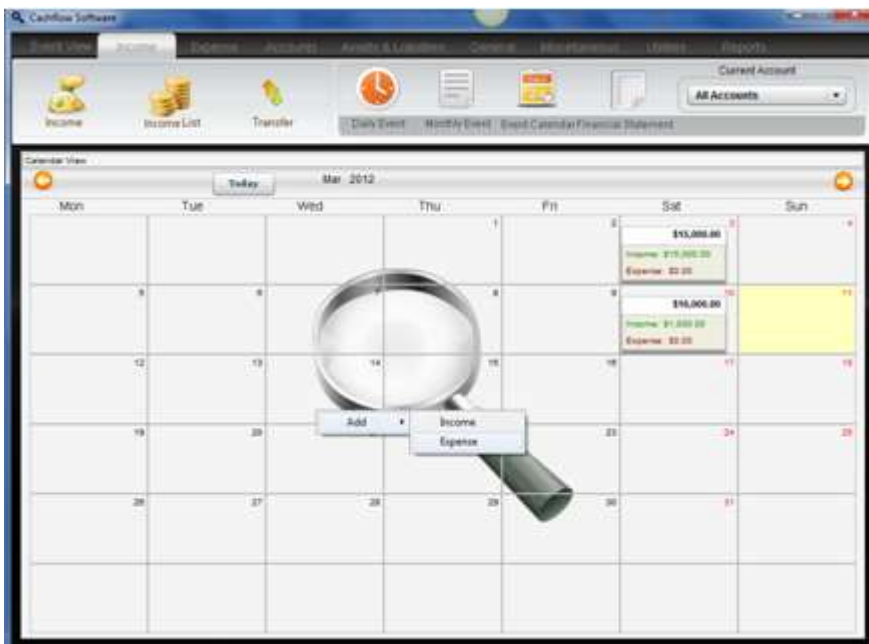 Cashflow Software
Event View Income Expense Accounts Assets & Liabilities General Miscellaneous Utilities Reports
Income Income List Transfer
Daily Event Monthly Event Event Calendar Financial Statement
Current Account
All Accounts
Calendar View
Today Mar 2012
Mon Tue Wed Thu Fri Sat Sun
1 2 3 4
$15,000.00
Income: $15,000.00
Expense: $0.00
5 6 7 8 9 10 11
$16,000.00
Income: $1,000.00
Expense: $0.00
12 13 14 15 16 17 18
Add Income
Expense
19 20 23 24 25
26 27 28 29 30 31